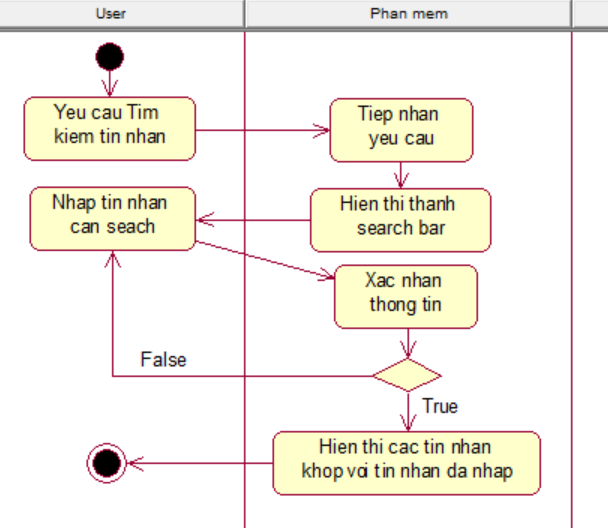 User
Phan mem
Yeu cau Tim
kiem tin nhan
Tiep nhan
yeu cau
Hien thi thanh
search bar
Nhap tin nhan
can seach
Xac nhan
thong tin
False
True
Hien thi cac tin nhan
khop voi tin nhan da nhap